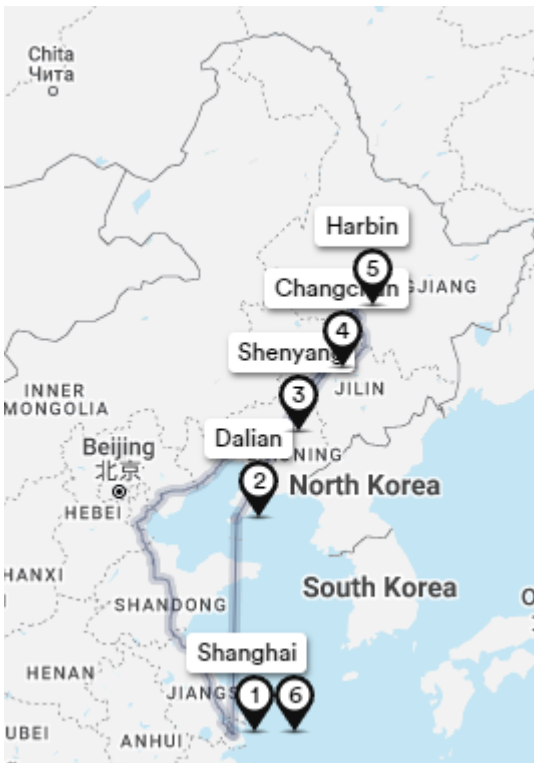 Chita
Чита
Harbin
5
Changchun
GJIANG
4
Shenyang
JILIN
3
INNER
MONGOLIA
Dalian
Beijing
北京
NING
2
North Korea
HEBEI
HANXI
South Korea
SHANDONG
O
Shanghai
HENAN
JIANGS
1
6
UBEI
ANHUI